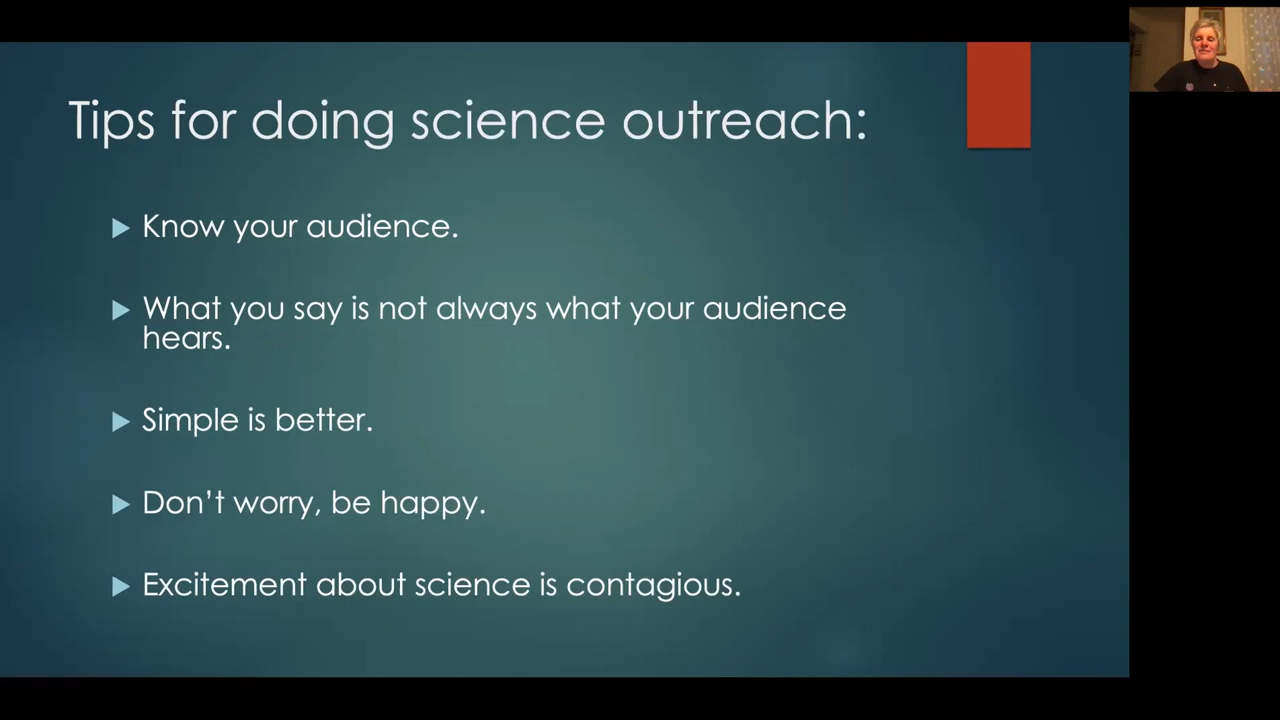 Tips for doing science outreach:
Know your audience.
What you say is not always what your audience
hears.
Simple is better.
Don’t worry, be happy.
Excitement about science is contagious.